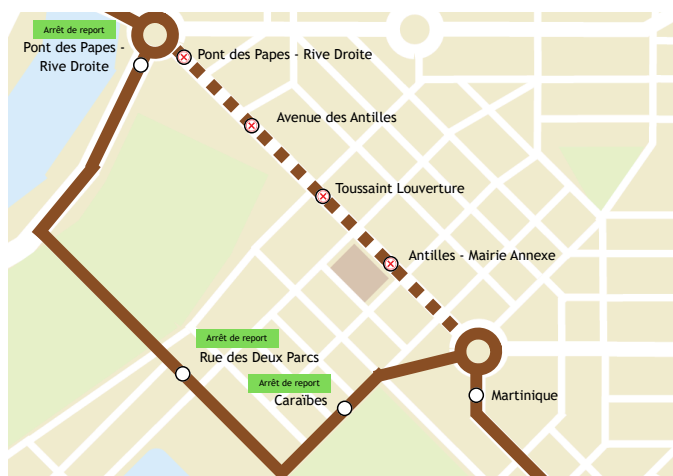 Arrêt de report
Pont des Papes -
Rive Droite
Pont des Papes - Rive Droite
Avenue des Antilles
Toussaint Louverture
Antilles - Mairie Annexe
Arrêt de report
Rue des Deux Parcs
Arrêt de report
Caraïbes
Martinique